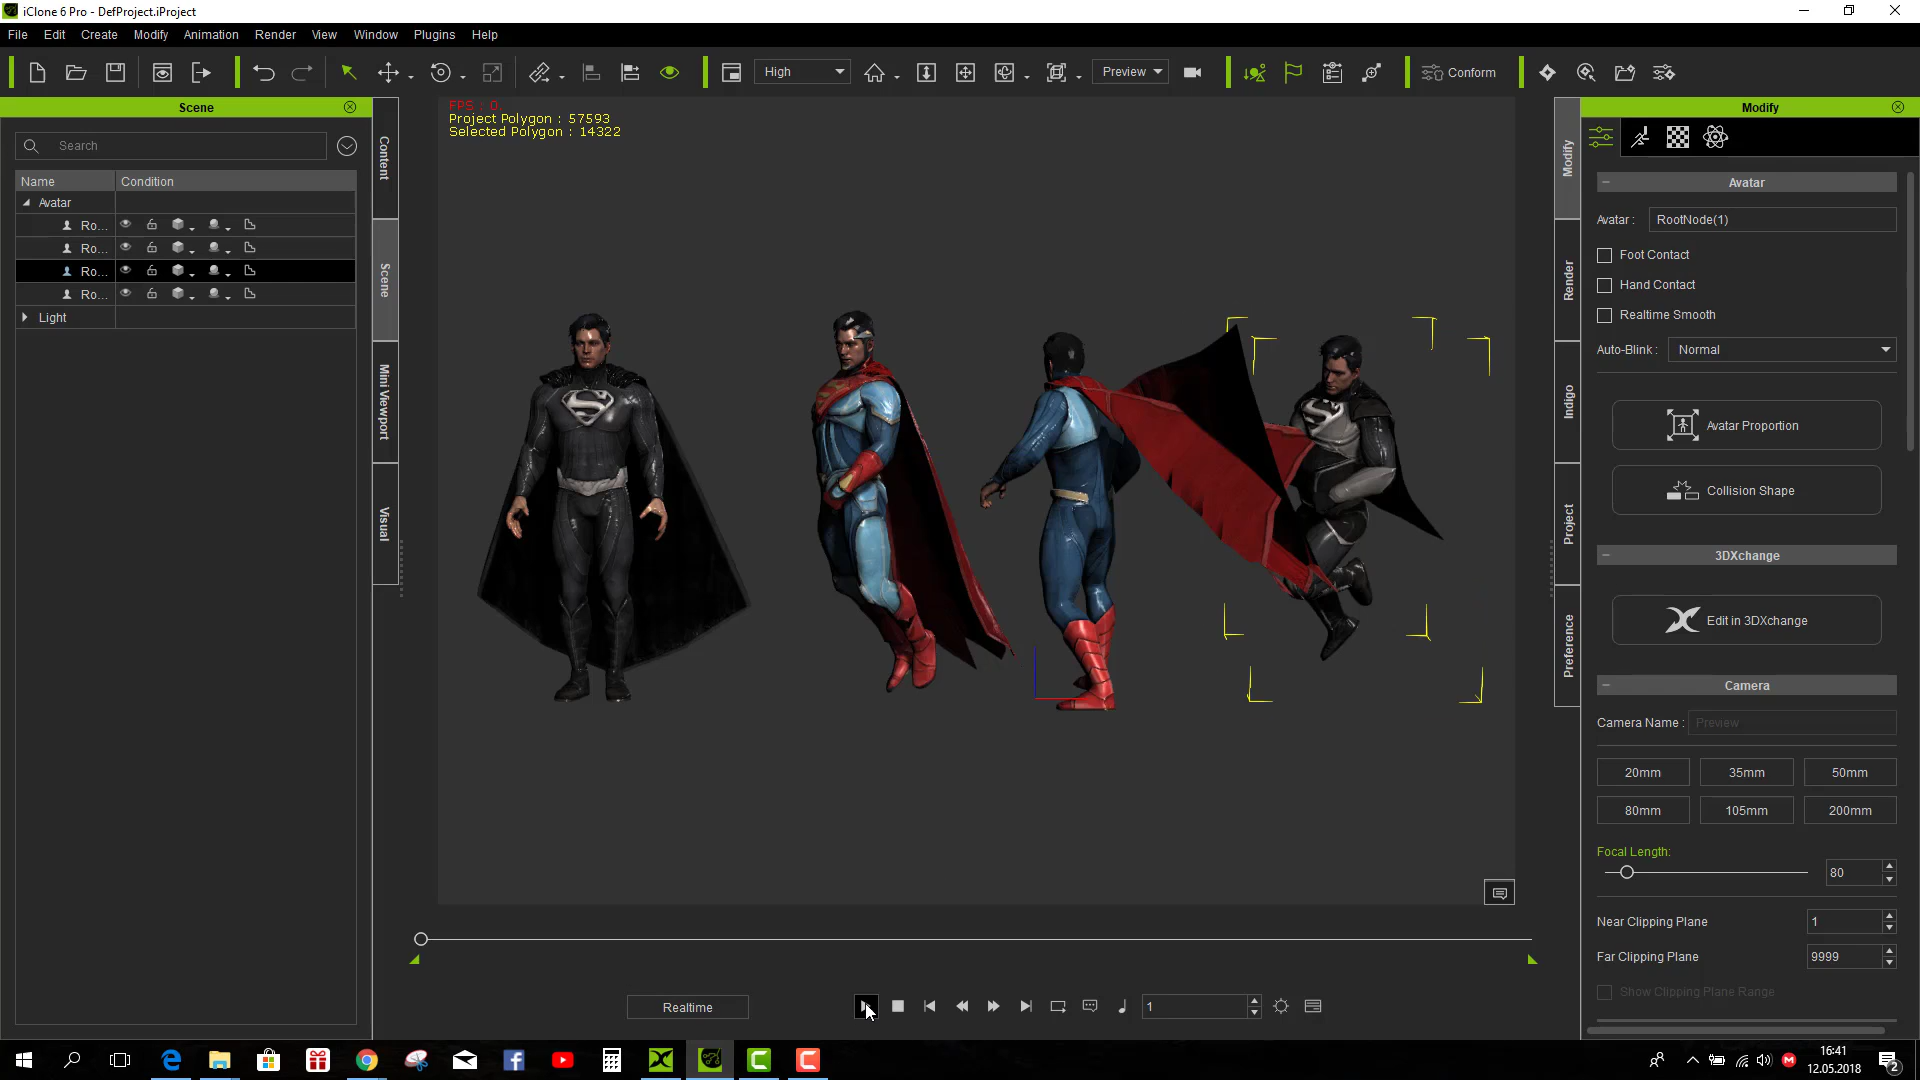 iClone 6 Pro - DefProject.iProject
File Edit Create Modify Animation Render View Window Plugins Help
High Preview Conform
Scene
Search
Name Condition
Avatar
Ro...
Ro...
Ro...
Ro...
Light
Content
Scene
Mini Viewport
Visual
FPS : 0.
Project Polygon : 57593
Selected Polygon : 14322
Realtime
1
Modify
Render
Indigo
Project
Preference
Modify
Avatar
Avatar : RootNode(1)
Foot Contact
Hand Contact
Realtime Smooth
Auto-Blink : Normal
Avatar Proportion
Collision Shape
3DXchange
Edit in 3DXchange
Camera
Camera Name : Preview
20mm 35mm 50mm
80mm 105mm 200mm
Focal Length:
80
Near Clipping Plane 1
Far Clipping Plane 9999
Show Clipping Plane Range
16:41
12.05.2018
2